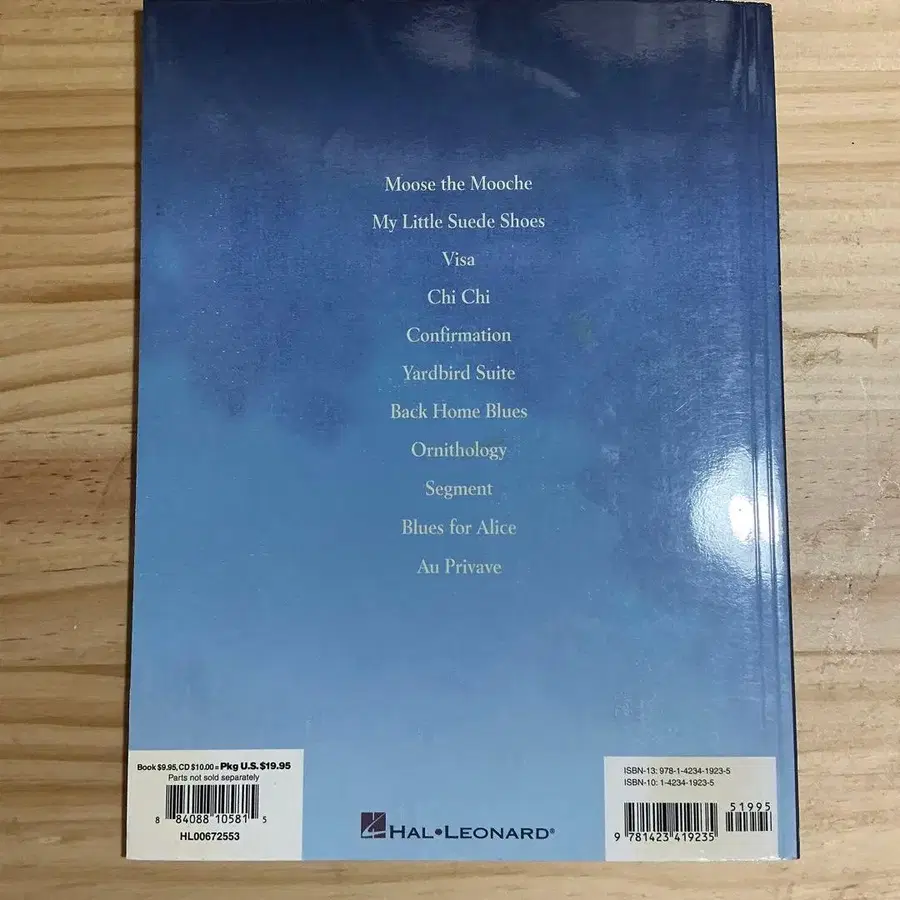 Moose the Mooche
My Little Suede Shoes
Visa
Chi Chi
Confirmation
Yardbird Suite
Back Home Blues
Ornithology
Segment
Blues for Alice
Au Privave
Book $9.95, CD $10.00 = Pkg U.S. $19.95
Parts not sold separately
8 84088 10581 5
HL00672553
HAL•LEONARD®
ISBN-13: 978-1-4234-1923-5
ISBN-10: 1-4234-1923-5
51995
9 781423 419235